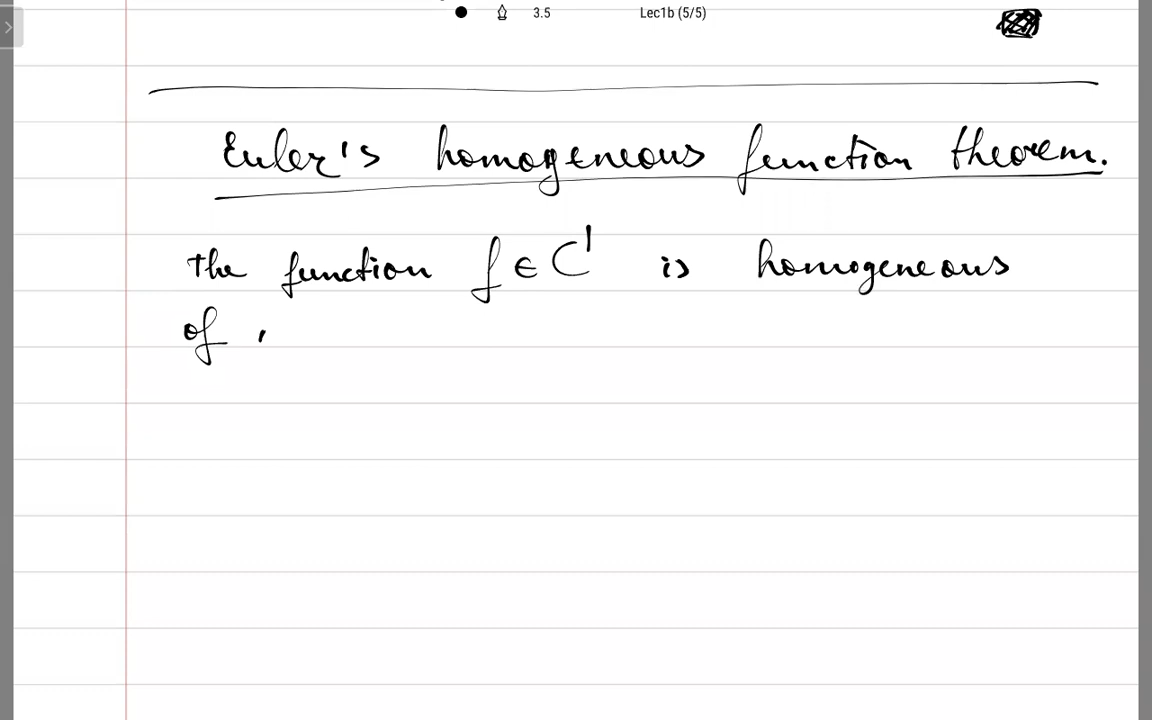 3.5 Lec1b (5/5)
Euler's homogeneous function theorem.
The function f ∈ C¹ is homogeneous
of